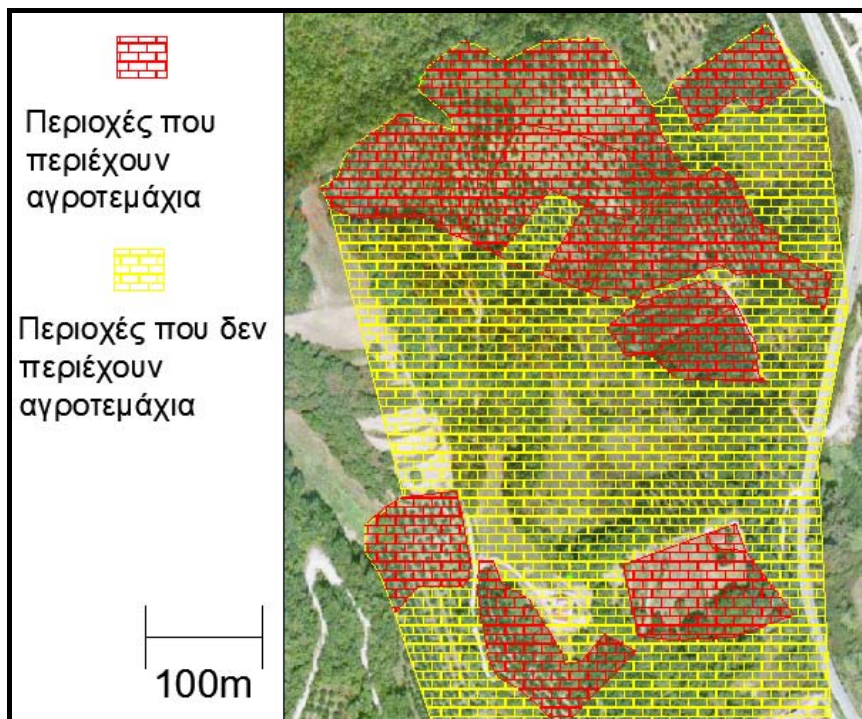 Περιοχές που
περιέχουν
αγροτεμάχια
Περιοχές που δεν
περιέχουν
αγροτεμάχια
100m